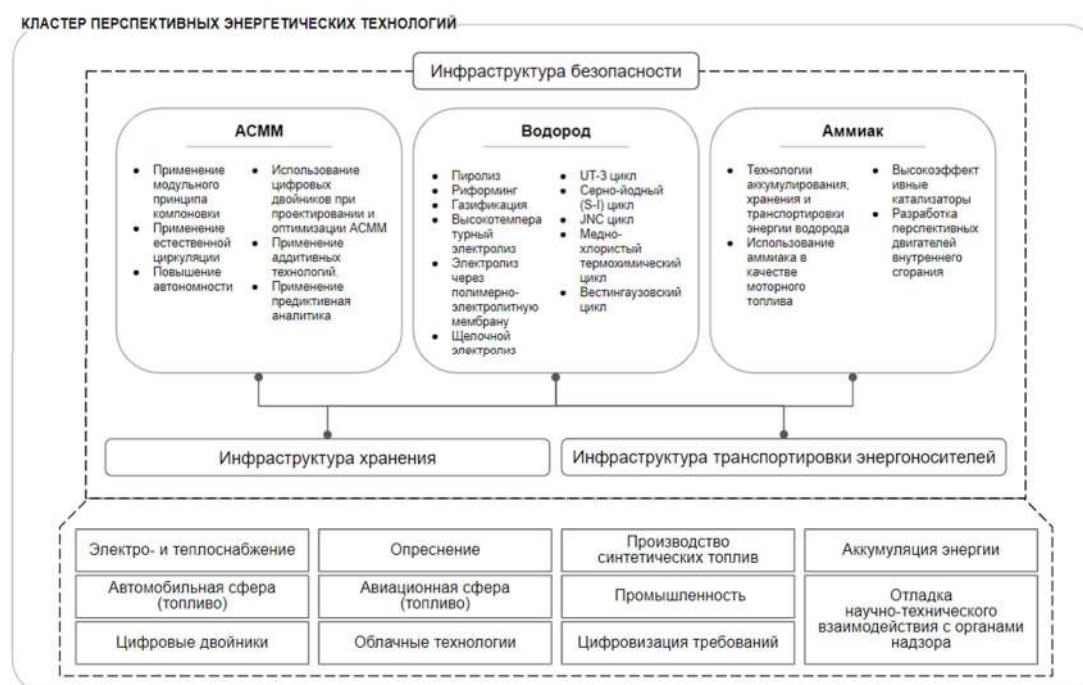 КЛАСТЕР ПЕРСПЕКТИВНЫХ ЭНЕРГЕТИЧЕСКИХ ТЕХНОЛОГИЙ
Инфраструктура безопасности
АСММ
● Применение
модульного
принципа
компоновки
● Применение
естественной
циркуляции
● Повышение
автономности
● Использование
цифровых
двойников при
проектировании и
оптимизации АСММ
● Применение
аддитивных
технологий.
● Применение
предиктивная
аналитика
Водород
● Пиролиз
● Риформинг
● Газификация
● Высокотемпера
турный
электролиз
● Электролиз
через
полимерно-
электролитную
мембрану
● Щелочной
электролиз
● UT-3 цикл
● Серно-йодный
(S-I) цикл
● JNC цикл
● Медно-
хлористый
термохимический
цикл
● Вестингаузовский
цикл
Аммиак
● Технологии
аккумулирования,
хранения и
транспортировки
энергии водорода
● Использование
аммиака в
качестве
моторного
топлива
● Высокоэффект
ивные
катализаторы
● Разработка
перспективных
двигателей
внутреннего
сгорания
Инфраструктура хранения
Инфраструктура транспортировки энергоносителей
Электро- и теплоснабжение
Опреснение
Производство
синтетических топлив
Аккумуляция энергии
Автомобильная сфера
(топливо)
Авиационная сфера
(топливо)
Промышленность
Отладка
научно-технического
взаимодействия с органами
надзора
Цифровые двойники
Облачные технологии
Цифровизация требований